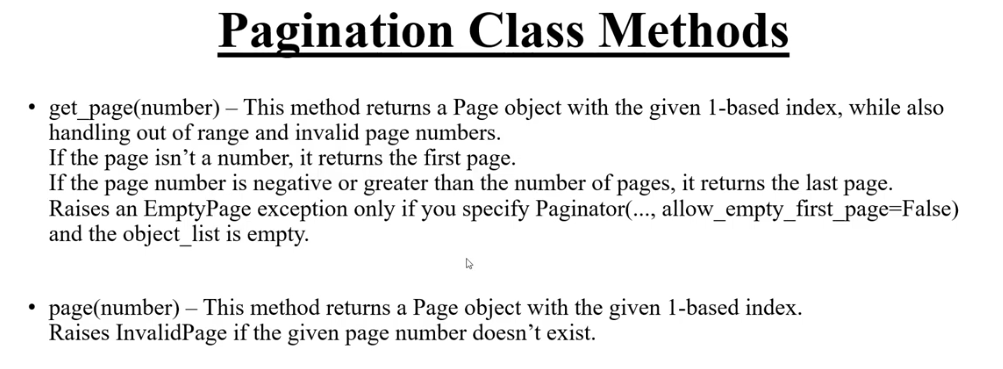 Pagination Class Methods
• get_page(number) – This method returns a Page object with the given 1-based index, while also
handling out of range and invalid page numbers.
If the page isn’t a number, it returns the first page.
If the page number is negative or greater than the number of pages, it returns the last page.
Raises an EmptyPage exception only if you specify Paginator(..., allow_empty_first_page=False)
and the object_list is empty.
• page(number) – This method returns a Page object with the given 1-based index.
Raises InvalidPage if the given page number doesn’t exist.